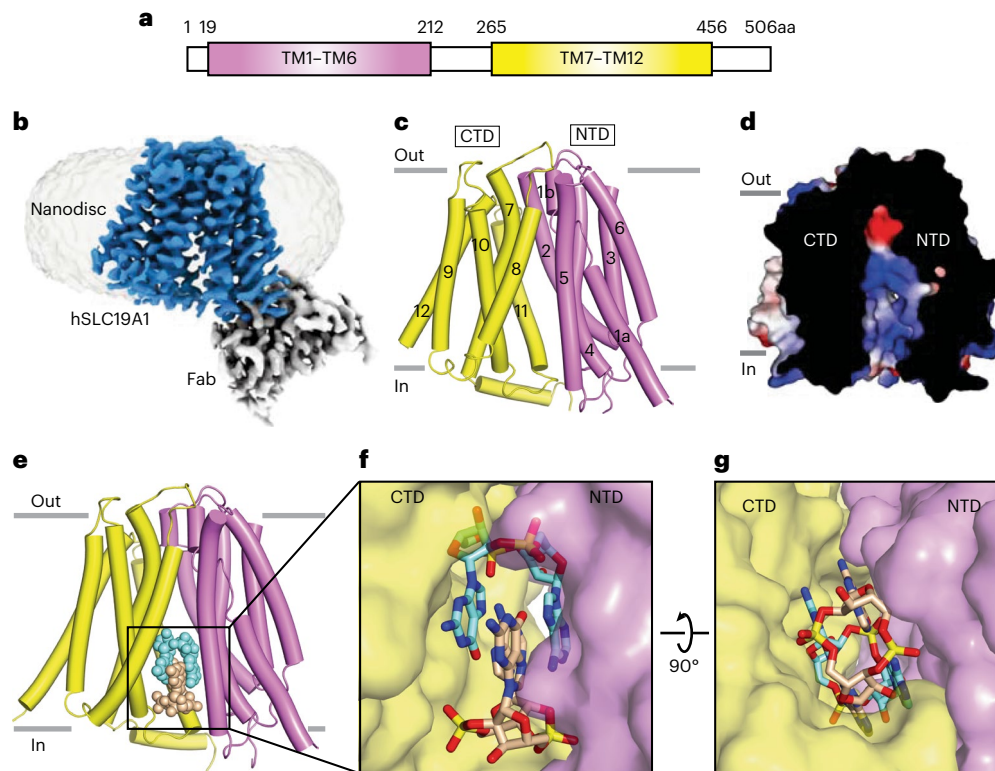 a
1 19 212 265 456 506aa
TM1–TM6 TM7–TM12
b
Nanodisc
hSLC19A1
Fab
c
CTD NTD
Out
1b
7
6
10
2
3
9
8
5
12
11
1a
4
In
d
Out
CTD NTD
In
e
Out
In
f
CTD NTD
90°
g
CTD NTD